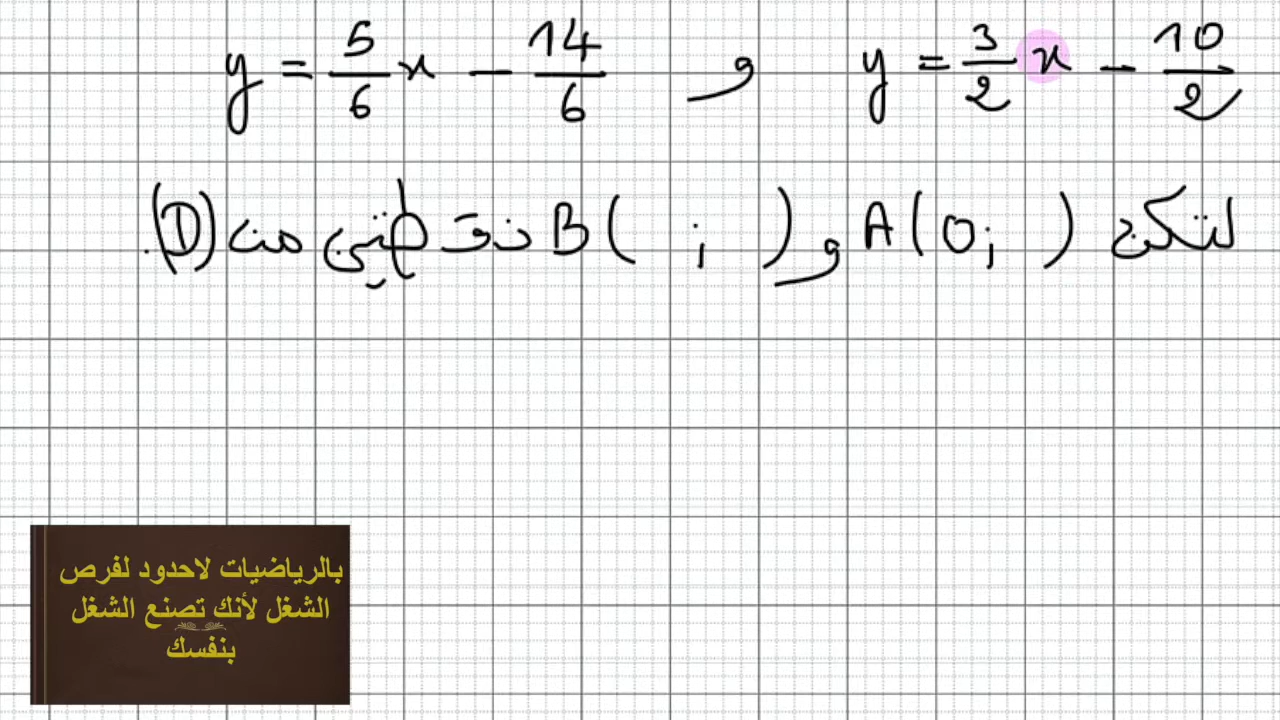 y = 3/2 x - 10/2 و y = 5/6 x - 14/6
لتكن A(0; ) و B( ; ) نقطتين من (D).
بالرياضيات لاحدود لفرص
الشغل لأنك تصنع الشغل
بنفسك